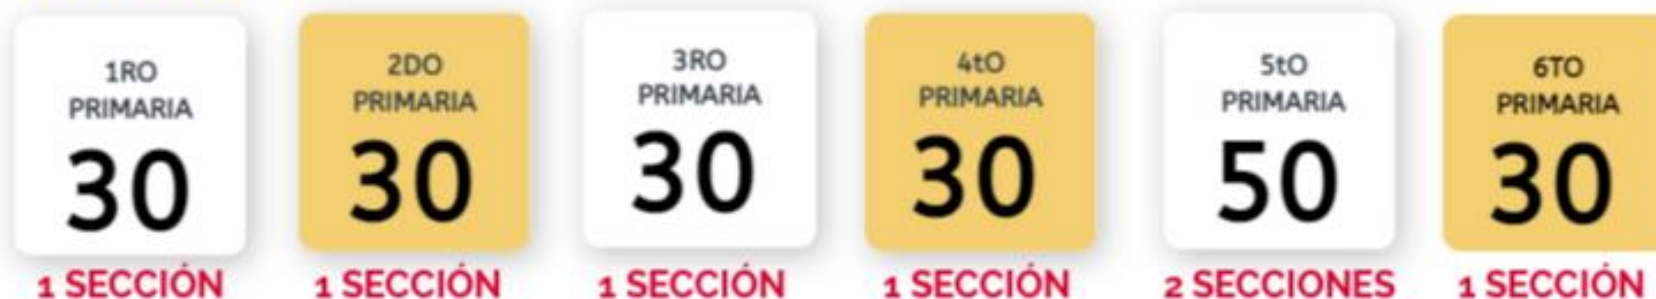 1RO
PRIMARIA
30
1 SECCIÓN
2DO
PRIMARIA
30
1 SECCIÓN
3RO
PRIMARIA
30
1 SECCIÓN
4tO
PRIMARIA
30
1 SECCIÓN
5tO
PRIMARIA
50
2 SECCIONES
6TO
PRIMARIA
30
1 SECCIÓN